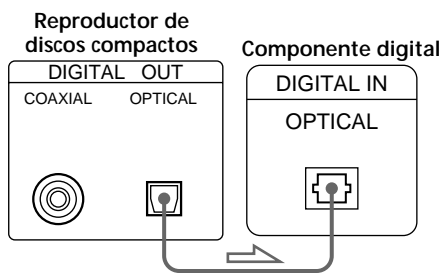 Reproductor de
discos compactos
Componente digital
DIGITAL OUT
COAXIAL OPTICAL
DIGITAL IN
OPTICAL